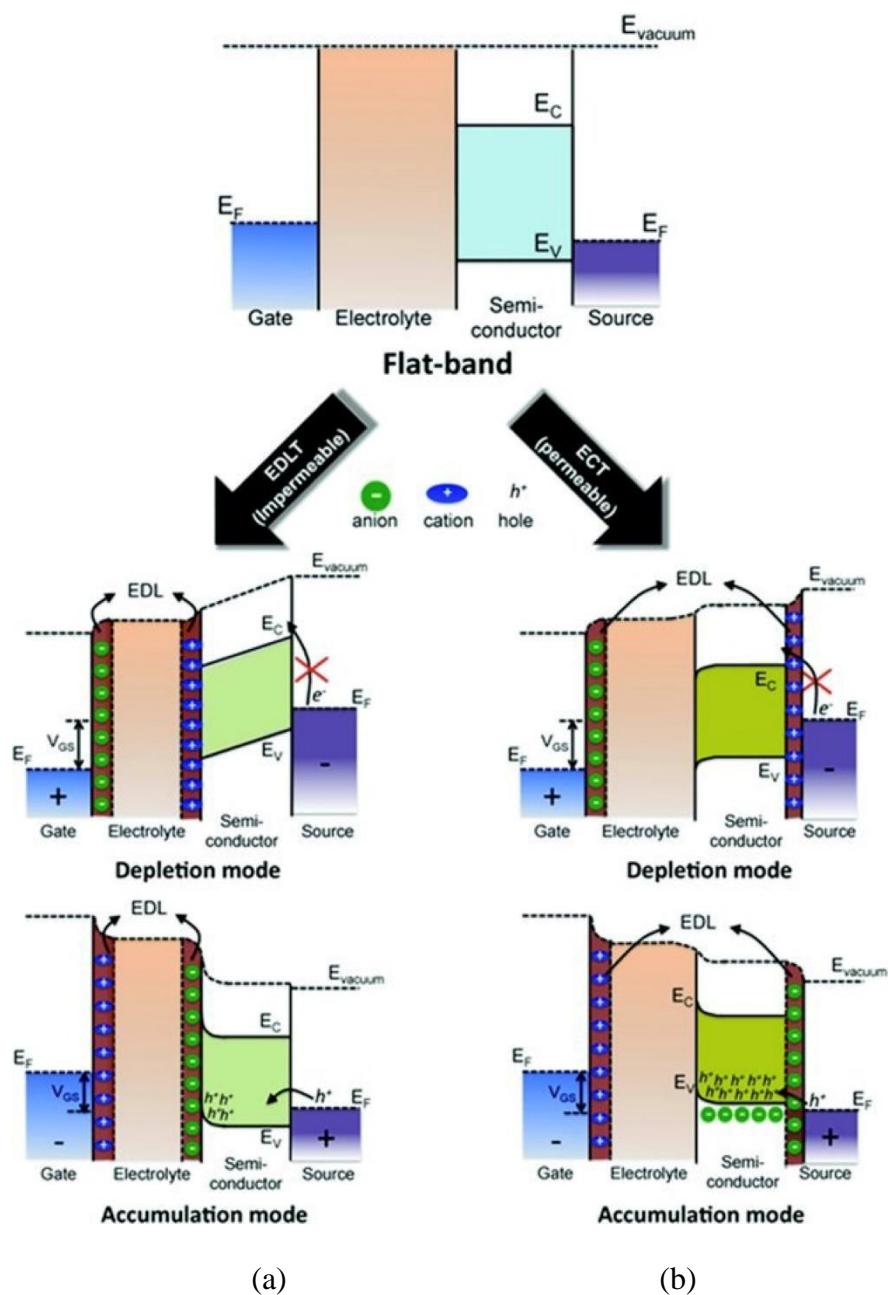 E_vacuum
E_C
E_F
E_V
E_F
Gate
Electrolyte
Semi-
conductor
Source
Flat-band
EDLT
(Impermeable)
ECT
(permeable)
-
+
h⁺
anion
cation
hole
EDL
E_vacuum
E_C
e⁻
E_F
V_GS
E_F
E_V
+
-
Gate
Electrolyte
Semi-
conductor
Source
Depletion mode
EDL
E_vacuum
E_C
e⁻
E_F
V_GS
E_F
E_V
+
-
Gate
Electrolyte
Semi-
conductor
Source
Depletion mode
EDL
E_vacuum
E_C
E_F
V_GS
h⁺h⁺
h⁺h⁺
h⁺
E_F
E_V
-
+
Gate
Electrolyte
Semi-
conductor
Source
Accumulation mode
EDL
E_vacuum
E_C
E_F
V_GS
E_V
h⁺h⁺h⁺h⁺h⁺
h⁺h⁺h⁺h⁺h⁺
h⁺
E_F
-
+
Gate
Electrolyte
Semi-
conductor
Source
Accumulation mode
(a)
(b)